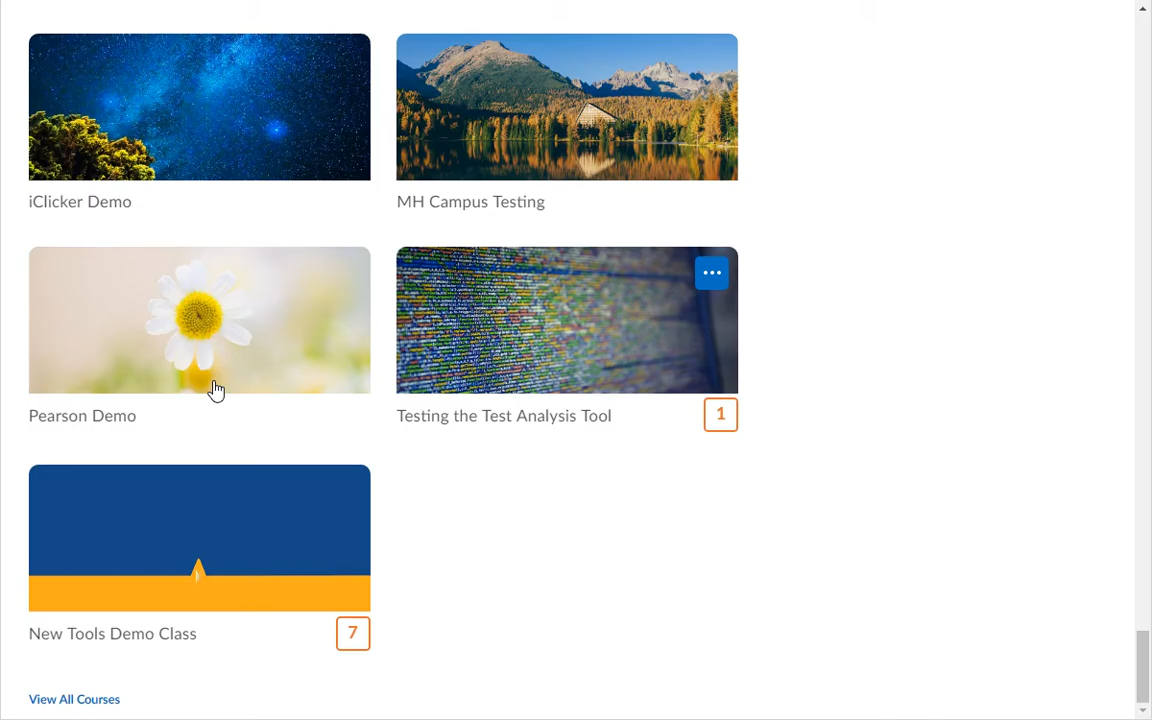 iClicker Demo
MH Campus Testing
Pearson Demo
Testing the Test Analysis Tool
1
New Tools Demo Class
7
View All Courses